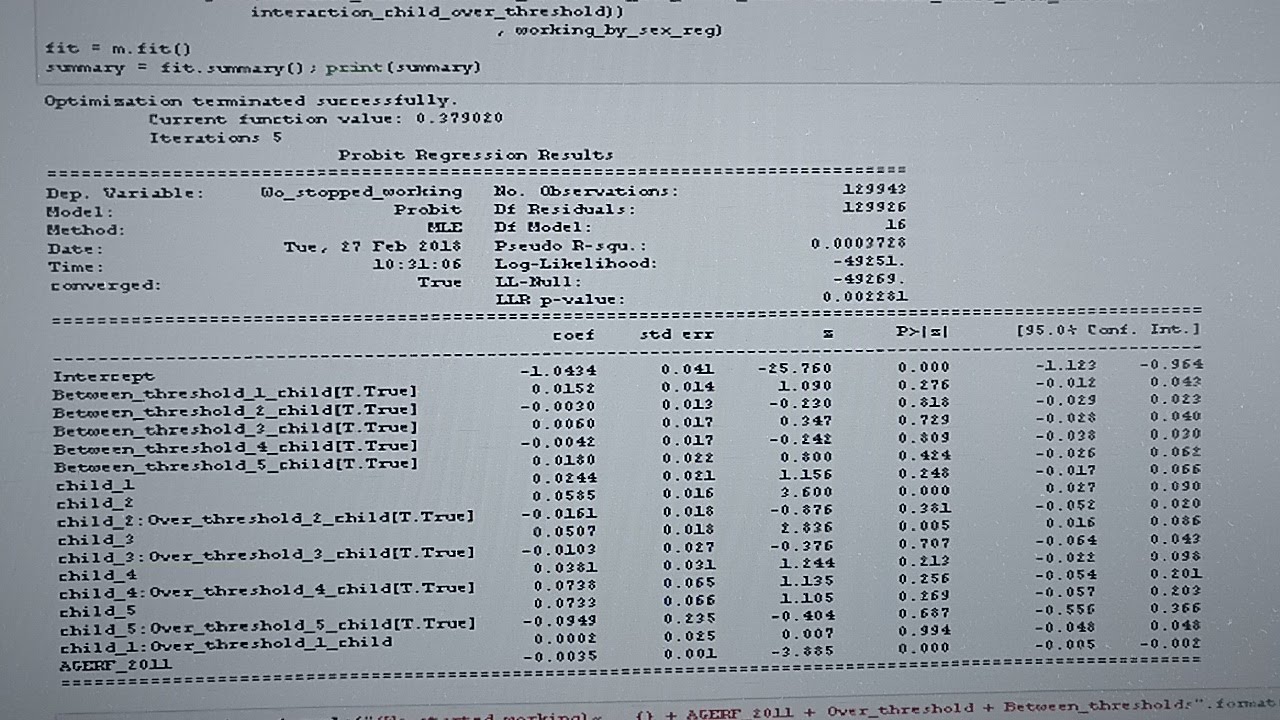 interaction_child_over_threshold))
, working_by_sex_reg)
fit = m.fit()
summary = fit.summary(); print(summary)
Optimization terminated successfully.
Current function value: 0.379020
Iterations 5
Probit Regression Results
Dep. Variable: Wo_stopped_working No. Observations: 129943
Model: Probit Df Residuals: 129926
Method: MLE Df Model: 16
Date: Tue, 27 Feb 2018 Pseudo R-squ.: 0.0003728
Time: 10:31:06 Log-Likelihood: -49251.
converged: True LL-Null: -49269.
LLR p-value: 0.002281
coef std err z P>|z| [95.0% Conf. Int.]
Intercept -1.0434 0.041 -25.760 0.000 -1.123 -0.964
Between_threshold_1_child[T.True] 0.0152 0.014 1.090 0.276 -0.012 0.043
Between_threshold_2_child[T.True] -0.0030 0.013 -0.230 0.818 -0.029 0.023
Between_threshold_3_child[T.True] 0.0060 0.017 0.347 0.729 -0.028 0.040
Between_threshold_4_child[T.True] -0.0042 0.017 -0.242 0.809 -0.038 0.030
Between_threshold_5_child[T.True] 0.0180 0.022 0.800 0.424 -0.026 0.062
child_1 0.0244 0.021 1.156 0.248 -0.017 0.066
child_2 0.0585 0.016 3.600 0.000 0.027 0.090
child_2:Over_threshold_2_child[T.True] -0.0161 0.018 -0.876 0.381 -0.052 0.020
child_3 0.0507 0.018 2.836 0.005 0.016 0.086
child_3:Over_threshold_3_child[T.True] -0.0103 0.027 -0.376 0.707 -0.064 0.043
child_4 0.0381 0.031 1.244 0.213 -0.022 0.098
child_4:Over_threshold_4_child[T.True] 0.0738 0.065 1.135 0.256 -0.054 0.201
child_5 0.0733 0.066 1.105 0.269 -0.057 0.203
child_5:Over_threshold_5_child[T.True] -0.0949 0.235 -0.404 0.687 -0.556 0.366
child_1:Over_threshold_1_child 0.0002 0.025 0.007 0.994 -0.048 0.048
AGERF_2011 -0.0035 0.001 -3.885 0.000 -0.005 -0.002
{} + AGERF_2011 + Over_threshold + Between_thresholds".format